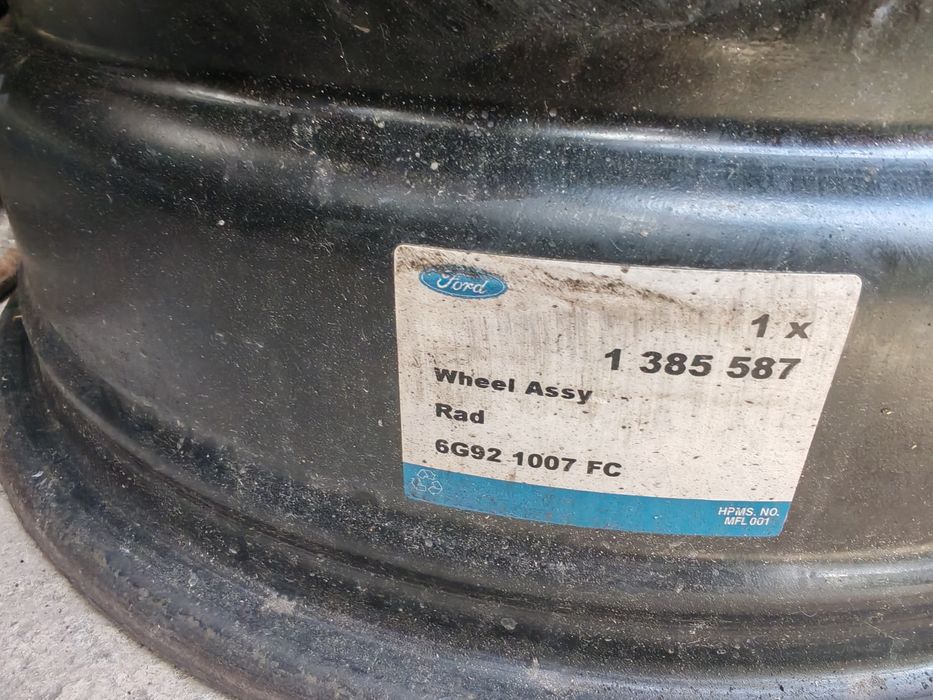 Ford
1 x
1 385 587
Wheel Assy
Rad
6G92 1007 FC
HPMS. NO.
MFL 001